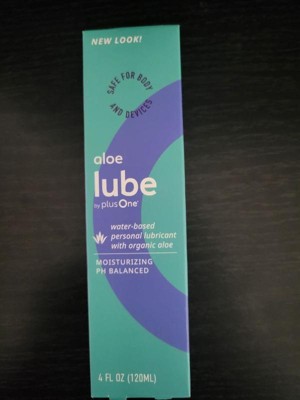 NEW LOOK!
SAFE FOR BODY
AND DEVICES
aloe
lube
by plusOne
water-based
personal lubricant
with organic aloe
MOISTURIZING
PH BALANCED
4 FL OZ (120ML)